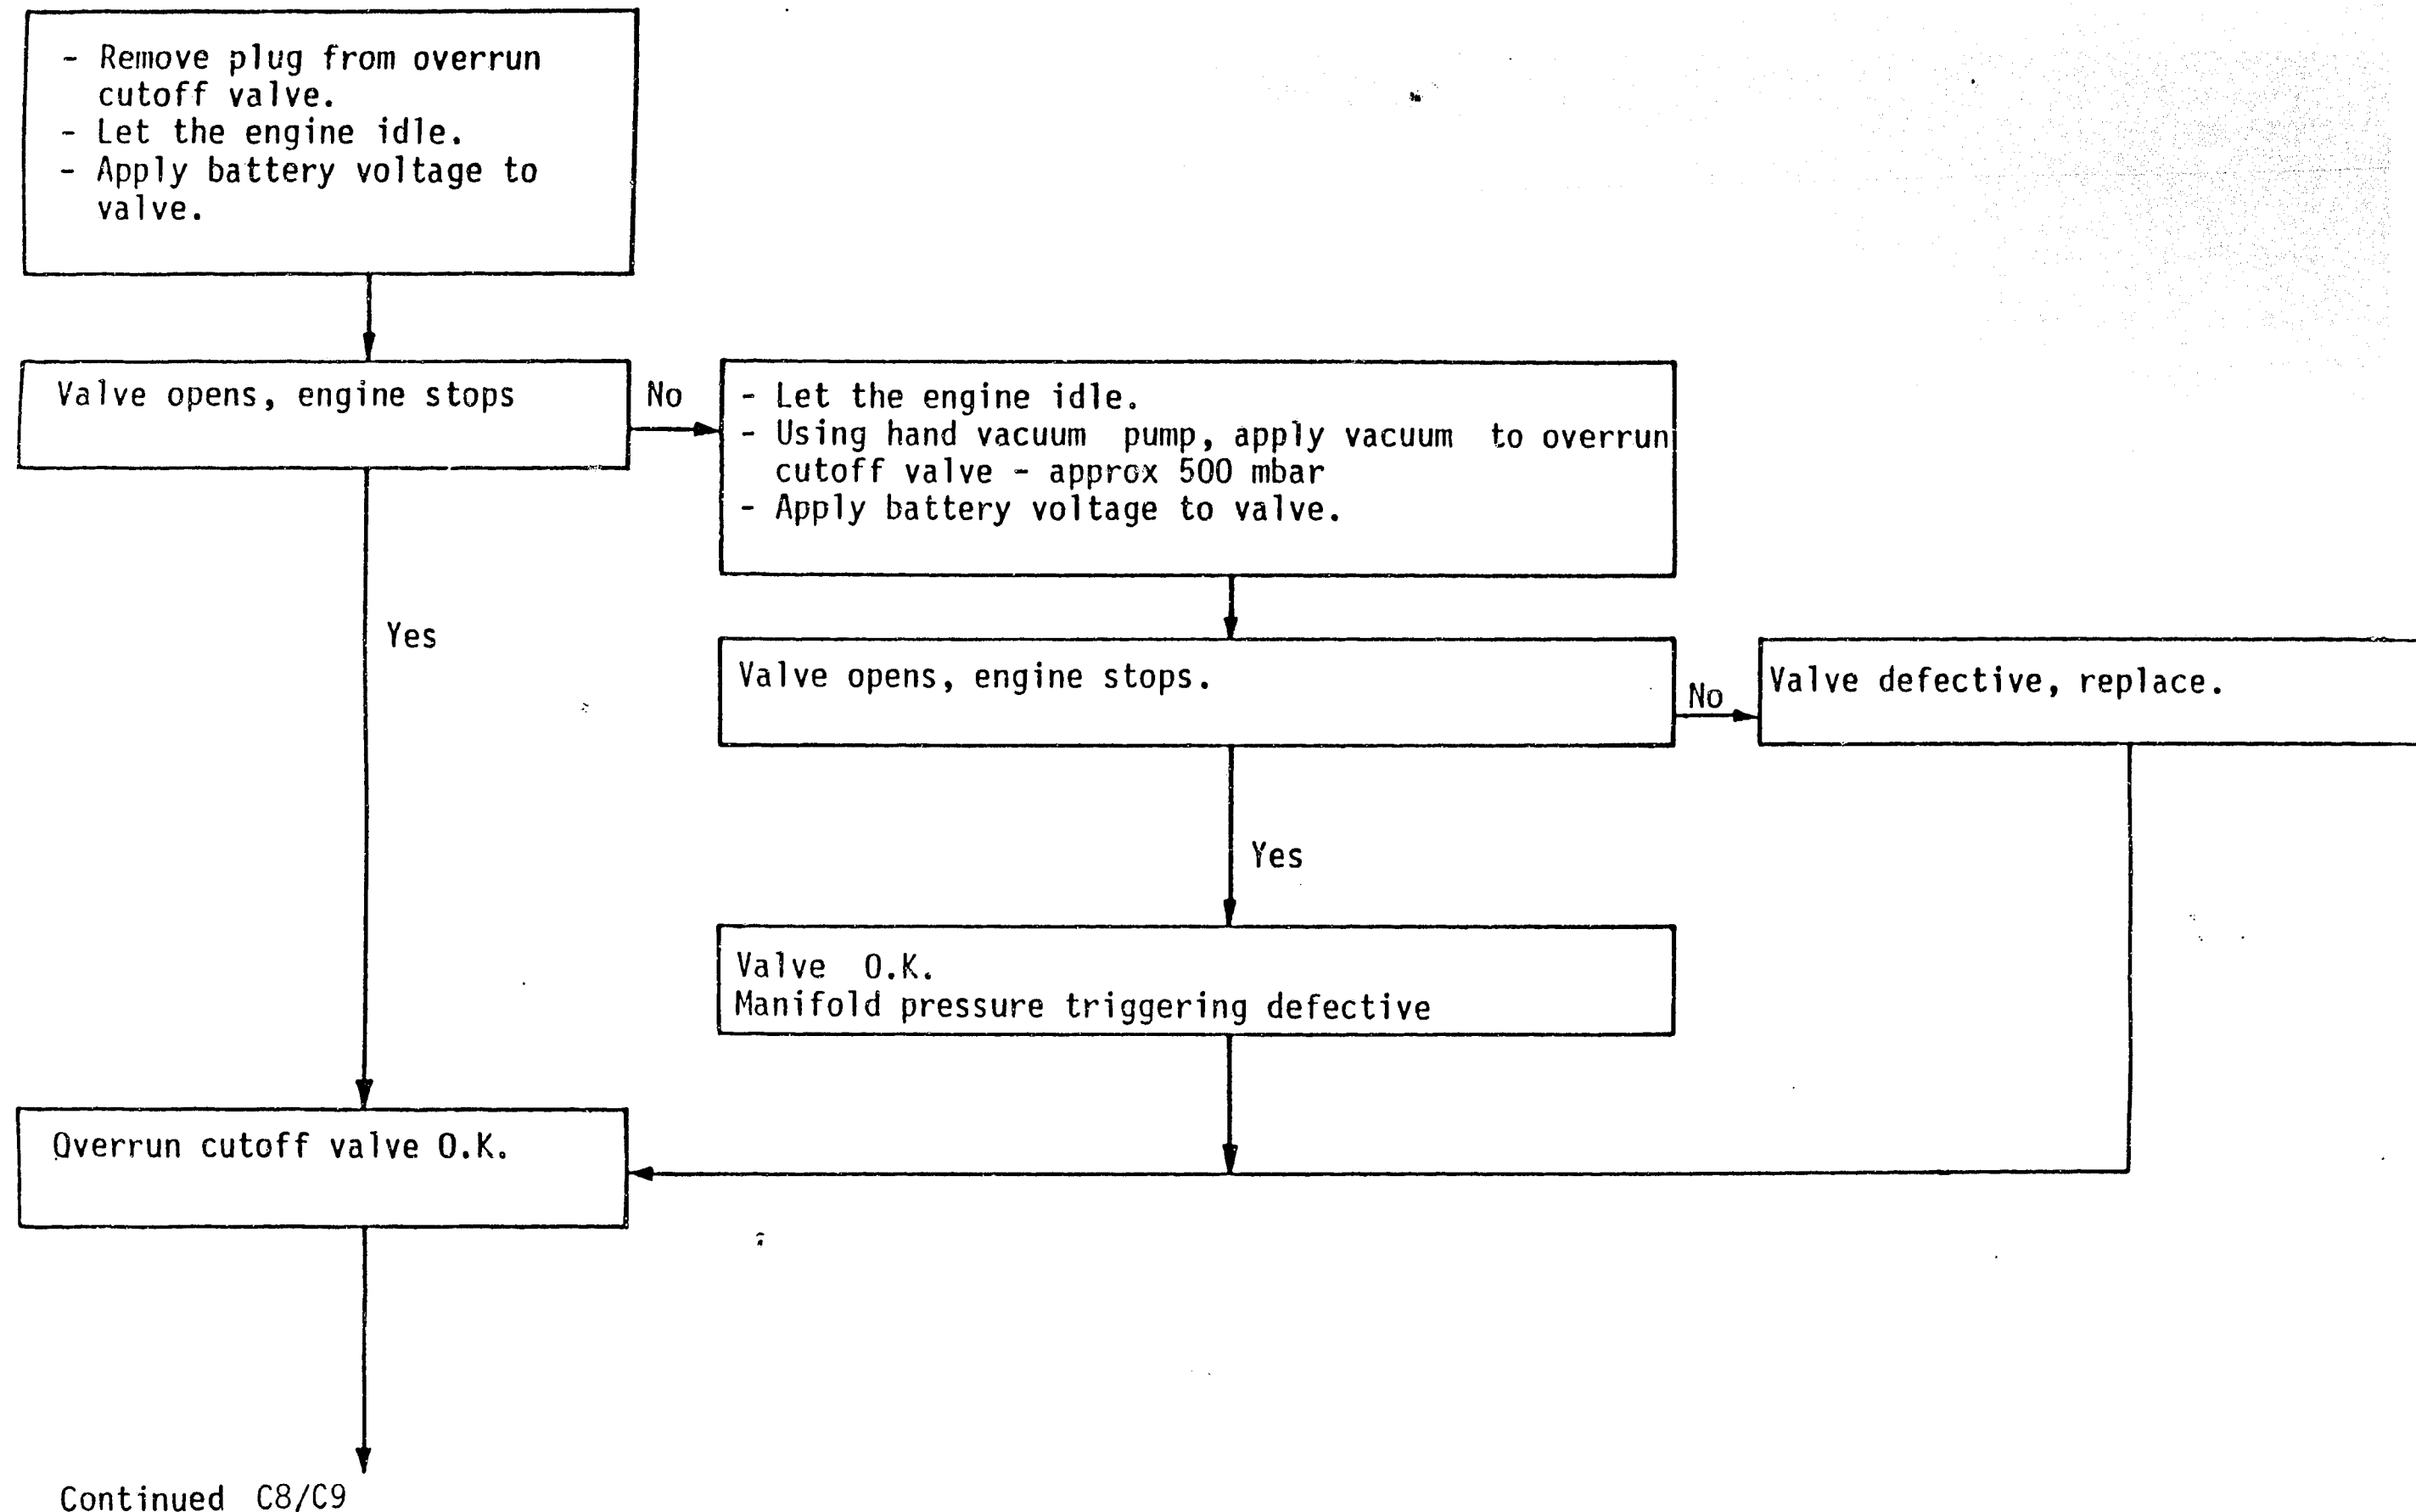 - Remove plug from overrun
cutoff valve.
- Let the engine idle.
- Apply battery voltage to
valve.
Valve opens, engine stops
No
- Let the engine idle.
- Using hand vacuum pump, apply vacuum to overrun
cutoff valve - approx 500 mbar
- Apply battery voltage to valve.
Yes
Valve opens, engine stops.
No
Valve defective, replace.
Yes
Valve O.K.
Manifold pressure triggering defective
Overrun cutoff valve O.K.
Continued C8/C9